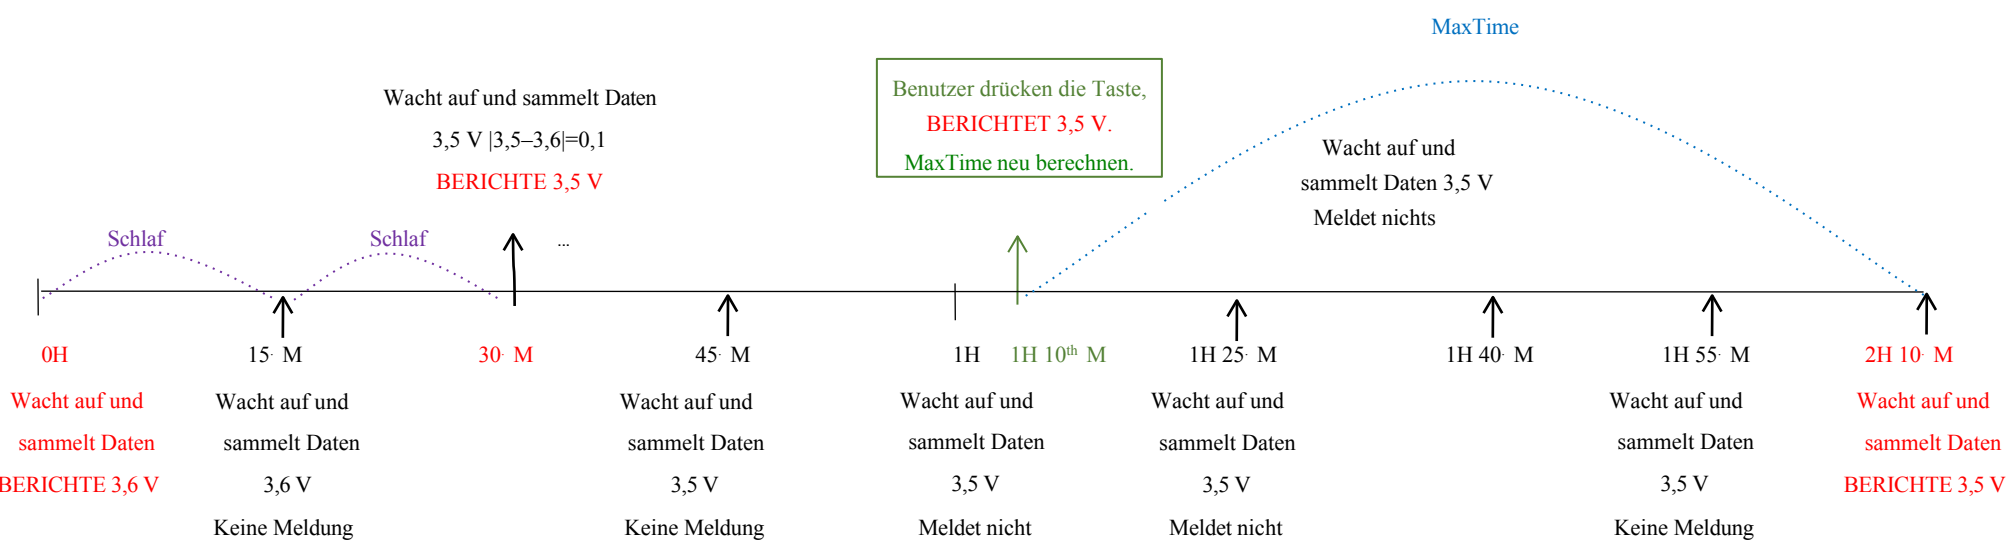 MaxTime
Wacht auf und sammelt Daten
3,5 V |3,5–3,6|=0,1
BERICHTE 3,5 V
Benutzer drücken die Taste,
BERICHTET 3,5 V.
MaxTime neu berechnen.
Wacht auf und
sammelt Daten 3,5 V
Meldet nichts
Schlaf
Schlaf
...
0H
15. M
30. M
45. M
1H
1H 10th M
1H 25. M
1H 40. M
1H 55. M
2H 10. M
Wacht auf und
sammelt Daten
BERICHTE 3,6 V
Wacht auf und
sammelt Daten
3,6 V
Keine Meldung
Wacht auf und
sammelt Daten
3,5 V
Keine Meldung
Wacht auf und
sammelt Daten
3,5 V
Meldet nicht
Wacht auf und
sammelt Daten
3,5 V
Meldet nicht
Wacht auf und
sammelt Daten
3,5 V
Keine Meldung
Wacht auf und
sammelt Daten
BERICHTE 3,5 V